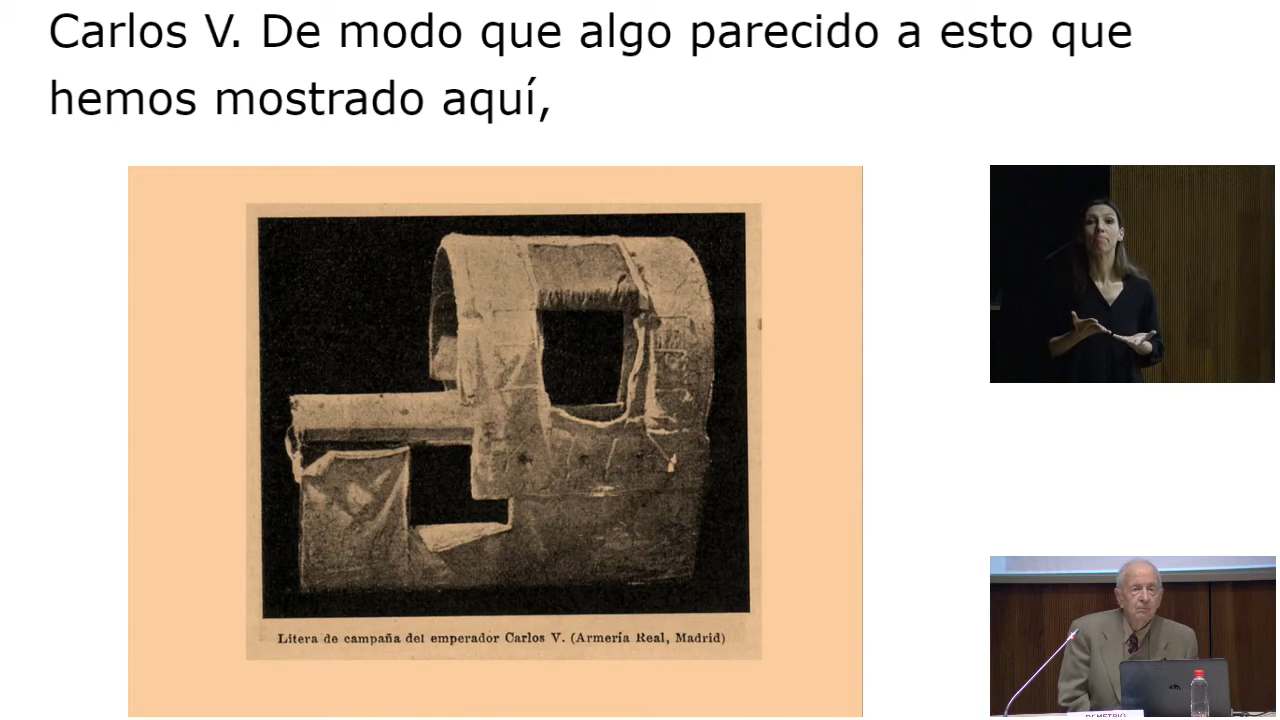 Carlos V. De modo que algo parecido a esto que
hemos mostrado aquí,
Litera de campaña del emperador Carlos V. (Armería Real, Madrid)